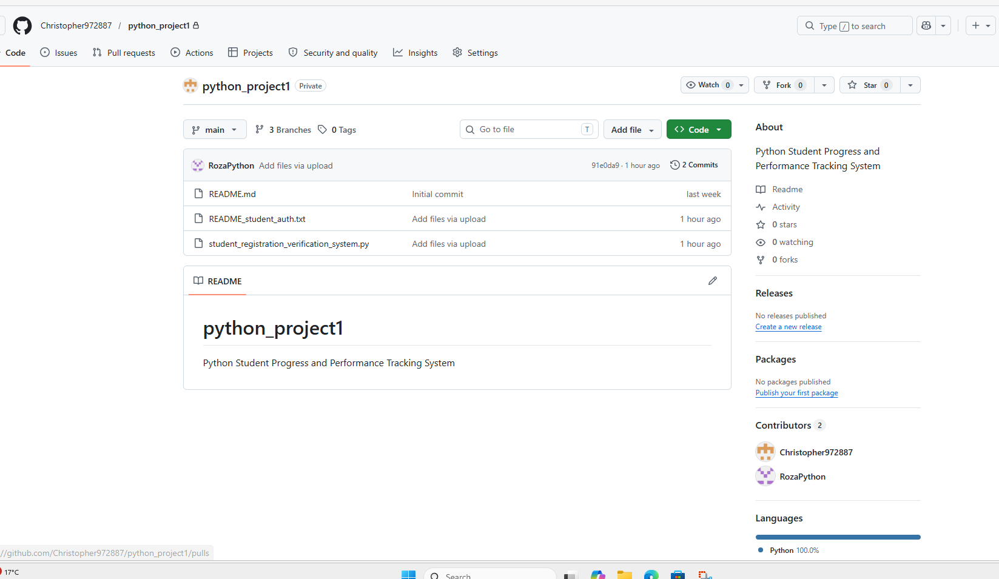 Christopher972887 / python_project1
Type / to search
Code Issues Pull requests Actions Projects Security and quality Insights Settings
python_project1 Private
Watch 0 Fork 0 Star 0
main 3 Branches 0 Tags Go to file T Add file Code
RozaPython Add files via upload 91e0da9 · 1 hour ago 2 Commits
README.md Initial commit last week
README_student_auth.txt Add files via upload 1 hour ago
student_registration_verification_system.py Add files via upload 1 hour ago
README
python_project1
Python Student Progress and Performance Tracking System
About
Python Student Progress and
Performance Tracking System
Readme
Activity
0 stars
0 watching
0 forks
Releases
No releases published
Create a new release
Packages
No packages published
Publish your first package
Contributors 2
Christopher972887
RozaPython
Languages
Python 100.0%
//github.com/Christopher972887/python_project1/pulls
17°C
Search